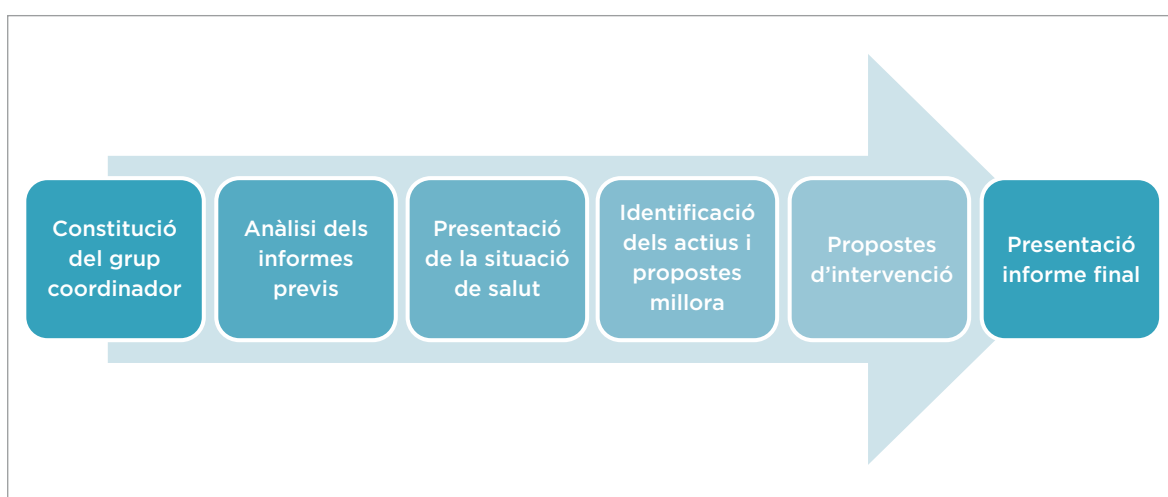 Constitució
del grup
coordinador
Anàlisi dels
informes
previs
Presentació
de la situació
de salut
Identificació
dels actius i
propostes
millora
Propostes
d'intervenció
Presentació
informe final